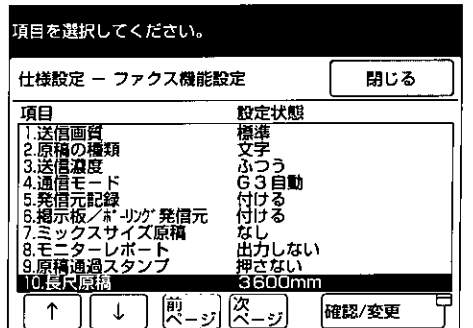 項目を選択してください。
仕様設定 － ファクス機能設定 閉じる
項目 設定状態
1.送信画質 標準
2.原稿の種類 文字
3.送信濃度 ふつう
4.通信モード G3自動
5.発信元記録 付ける
6.掲示板／ポーリング発信元 付ける
7.ミックスサイズ原稿 なし
8.モニターレポート 出力しない
9.原稿通過スタンプ 押さない
10.長尺原稿 3600mm
↑ ↓ 前ページ 次ページ 確認/変更